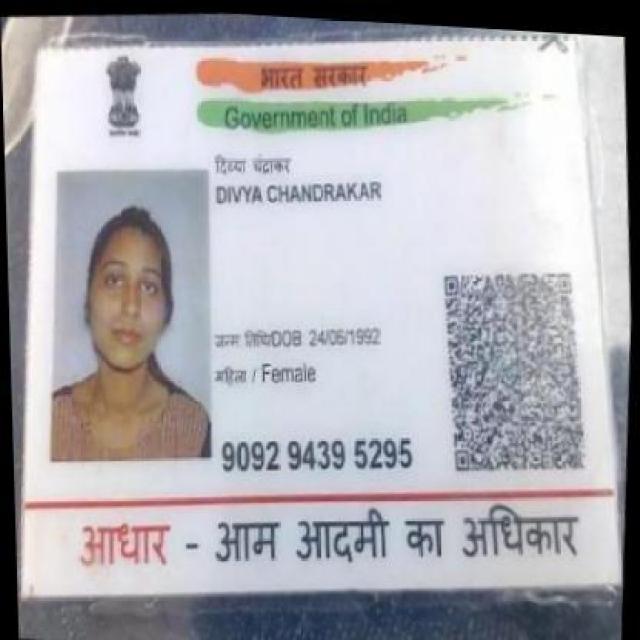 भारत सरकार
Government of India
दिव्या चंद्राकर
DIVYA CHANDRAKAR
जन्म तिथि/DOB 24/06/1992
महिला / Female
9092 9439 5295
आधार - आम आदमी का अधिकार